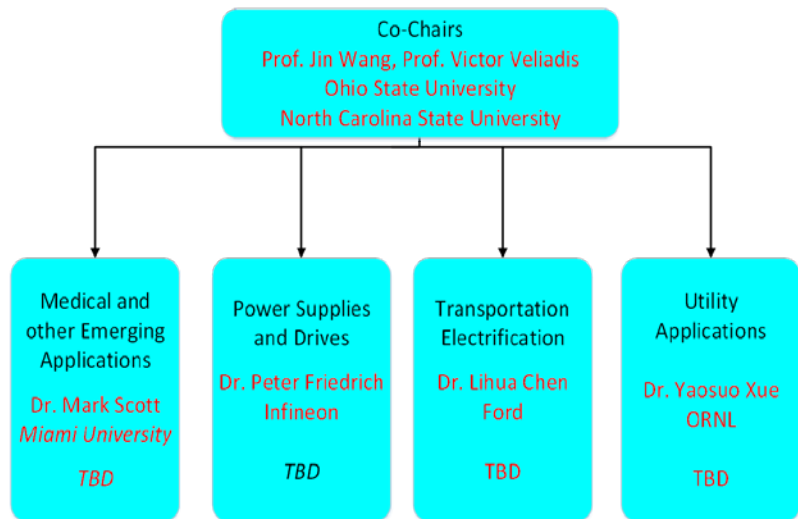 Co-Chairs
Prof. Jin Wang, Prof. Victor Veliadis
Ohio State University
North Carolina State University
Medical and
other Emerging
Applications
Dr. Mark Scott
Miami University
TBD
Power Supplies
and Drives
Dr. Peter Friedrich
Infineon
TBD
Transportation
Electrification
Dr. Lihua Chen
Ford
TBD
Utility
Applications
Dr. Yaosuo Xue
ORNL
TBD